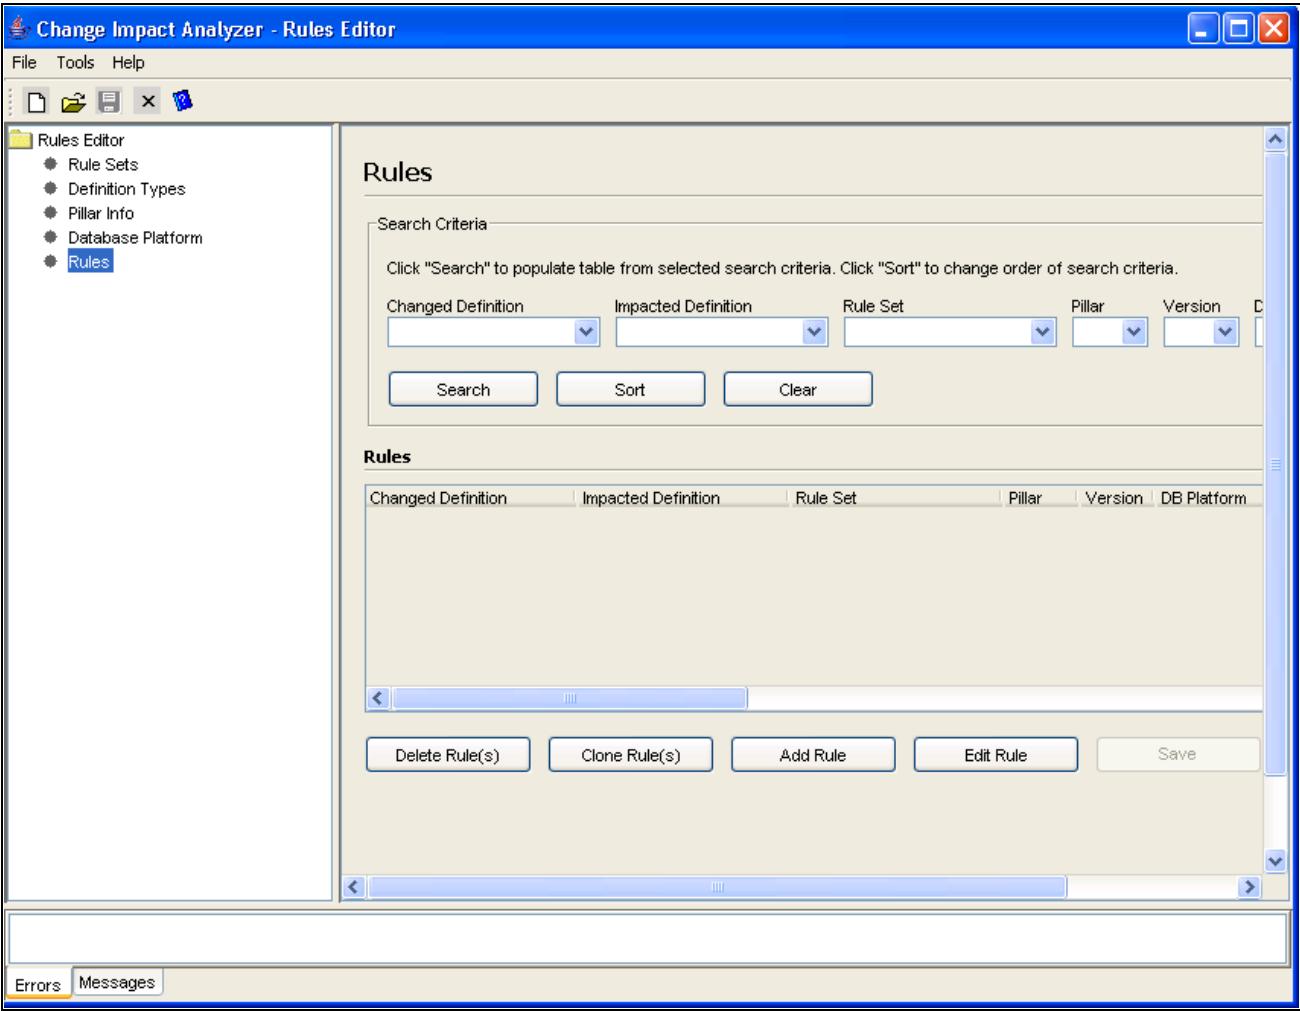 Change Impact Analyzer - Rules Editor
File Tools Help
Rules Editor
Rule Sets
Definition Types
Pillar Info
Database Platform
Rules
Rules
Search Criteria
Click "Search" to populate table from selected search criteria. Click "Sort" to change order of search criteria.
Changed Definition Impacted Definition Rule Set Pillar Version
Search Sort Clear
Rules
Changed Definition Impacted Definition Rule Set Pillar Version DB Platform
Delete Rule(s) Clone Rule(s) Add Rule Edit Rule Save
Errors Messages